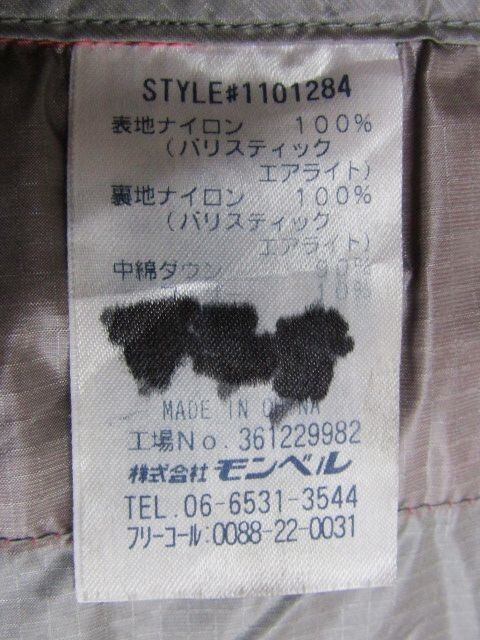 STYLE#1101284
表地ナイロン 100%
(バリスティック
エアライト)
裏地ナイロン 100%
(バリスティック
エアライト)
中綿ダウン 90%
10%
MADE IN CHINA
工場No. 361229982
株式会社 モンベル
TEL. 06-6531-3544
フリーコール:0088-22-0031